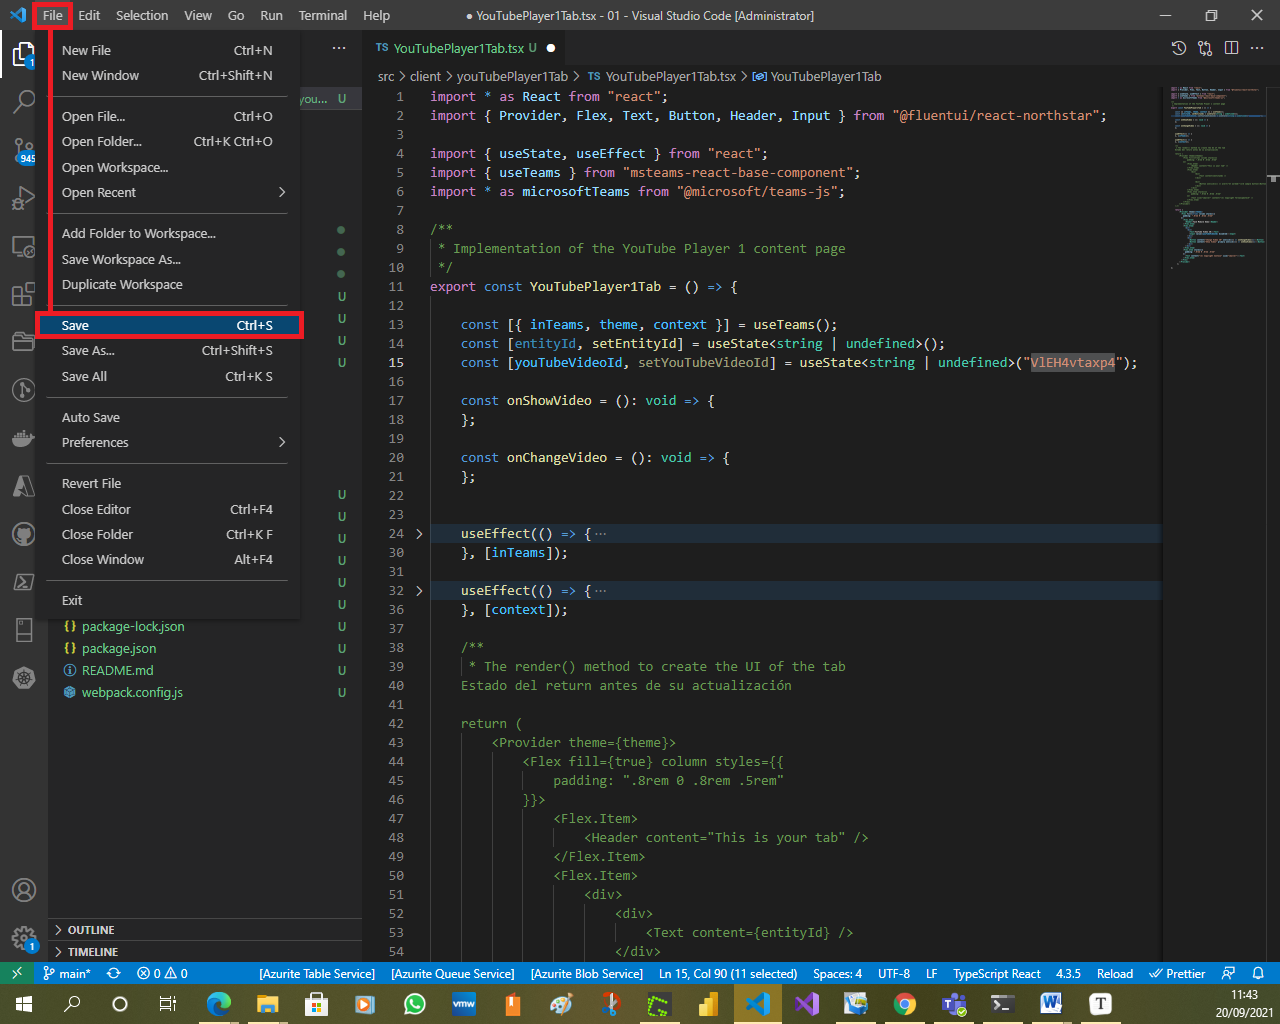 File Edit Selection View Go Run Terminal Help
● YouTubePlayer1Tab.tsx - 01 - Visual Studio Code [Administrator]
New File Ctrl+N
New Window Ctrl+Shift+N
Open File... Ctrl+O
Open Folder... Ctrl+K Ctrl+O
Open Workspace...
Open Recent
Add Folder to Workspace...
Save Workspace As...
Duplicate Workspace
Save Ctrl+S
Save As... Ctrl+Shift+S
Save All Ctrl+K S
Auto Save
Preferences
Revert File
Close Editor Ctrl+F4
Close Folder Ctrl+K F
Close Window Alt+F4
Exit
1
945
you... U
U
U
U
U
U
U
U
U
U
U
{} package-lock.json U
{} package.json U
README.md U
webpack.config.js U
OUTLINE
TIMELINE
1
TS YouTubePlayer1Tab.tsx U ●
src > client > youTubePlayer1Tab > TS YouTubePlayer1Tab.tsx > YouTubePlayer1Tab
1 import * as React from "react";
2 import { Provider, Flex, Text, Button, Header, Input } from "@fluentui/react-northstar";
3
4 import { useState, useEffect } from "react";
5 import { useTeams } from "msteams-react-base-component";
6 import * as microsoftTeams from "@microsoft/teams-js";
7
8 /**
9 * Implementation of the YouTube Player 1 content page
10 */
11 export const YouTubePlayer1Tab = () => {
12
13 const [{ inTeams, theme, context }] = useTeams();
14 const [entityId, setEntityId] = useState<string | undefined>();
15 const [youTubeVideoId, setYouTubeVideoId] = useState<string | undefined>("VlEH4vtaxp4");
16
17 const onShowVideo = (): void => {
18 };
19
20 const onChangeVideo = (): void => {
21 };
22
23
24 useEffect(() => { ···
30 }, [inTeams]);
31
32 useEffect(() => { ···
36 }, [context]);
37
38 /**
39 * The render() method to create the UI of the tab
40 Estado del return antes de su actualización
41
42 return (
43 <Provider theme={theme}>
44 <Flex fill={true} column styles={{
45 padding: ".8rem 0 .8rem .5rem"
46 }}>
47 <Flex.Item>
48 <Header content="This is your tab" />
49 </Flex.Item>
50 <Flex.Item>
51 <div>
52 <div>
53 <Text content={entityId} />
54 </div>
main* 0 0 [Azurite Table Service] [Azurite Queue Service] [Azurite Blob Service] Ln 15, Col 90 (11 selected) Spaces: 4 UTF-8 LF TypeScript React 4.3.5 Reload Prettier
vmw
W
T
11:43
20/09/2021